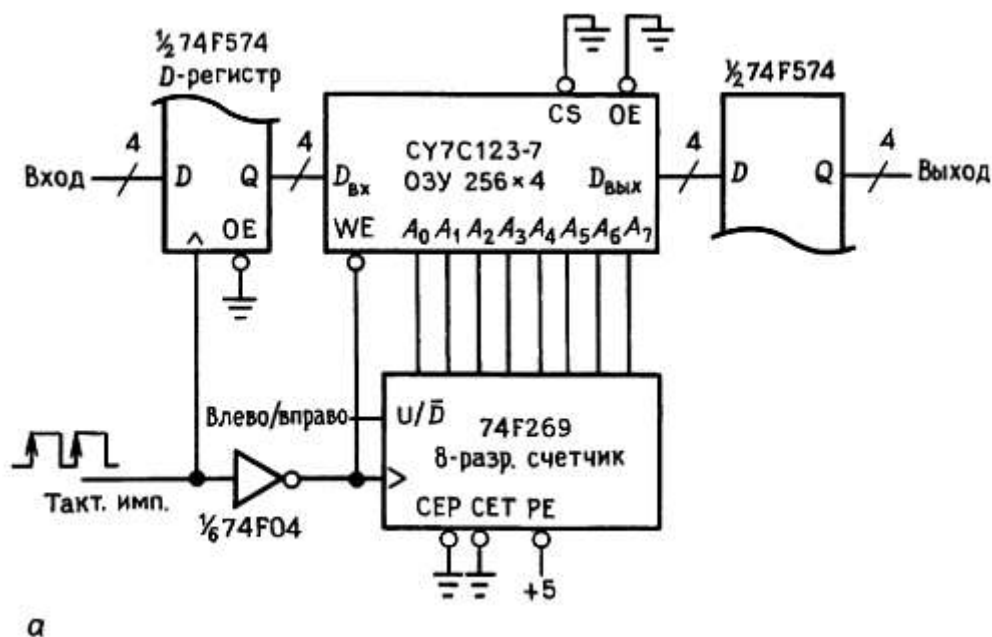 ½74F574
D-регистр
½74F574
CS OE
4
4
4
4
Вход
D Q
Dвх
CY7C123-7
ОЗУ 256×4
Dвых
D Q
Выход
OE
WE A0 A1 A2 A3 A4 A5 A6 A7
Влево/вправо
U/D̅
74F269
8-разр. счетчик
Такт. имп.
CEP CET PE
⅙74F04
+5
а